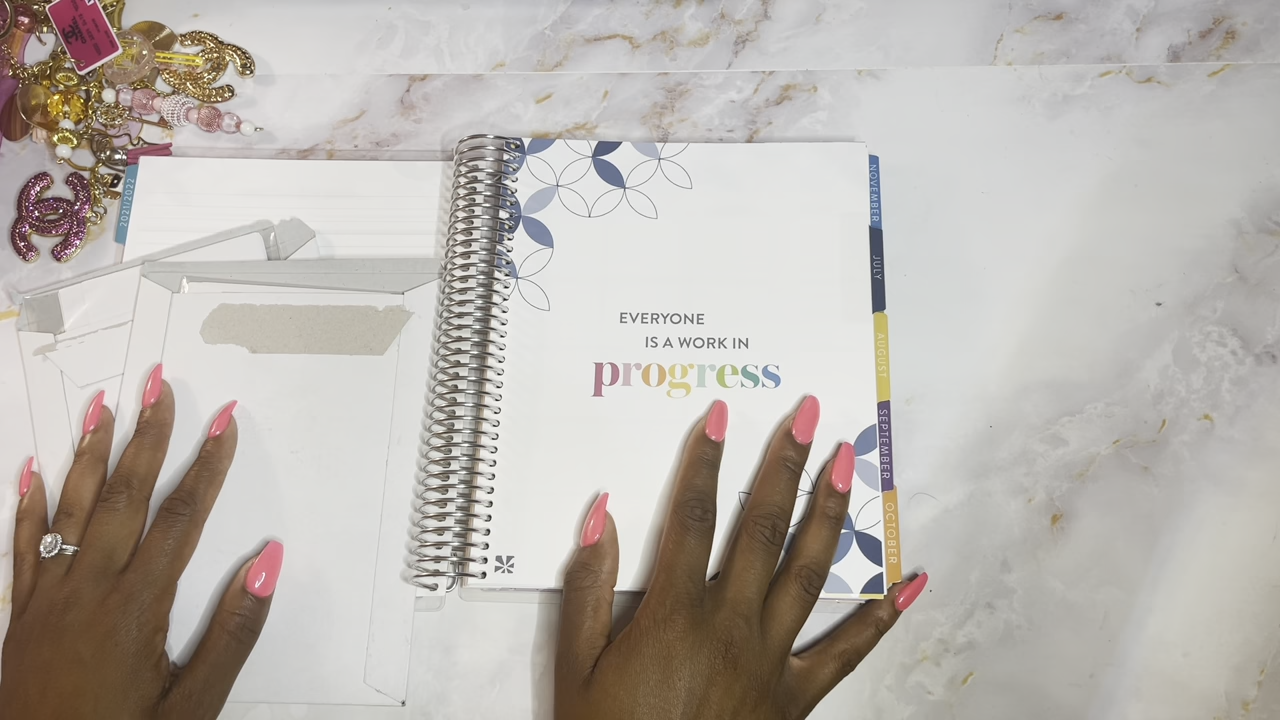 2021/2022
EVERYONE
IS A WORK IN
progress
NOVEMBER
JULY
AUGUST
SEPTEMBER
OCTOBER